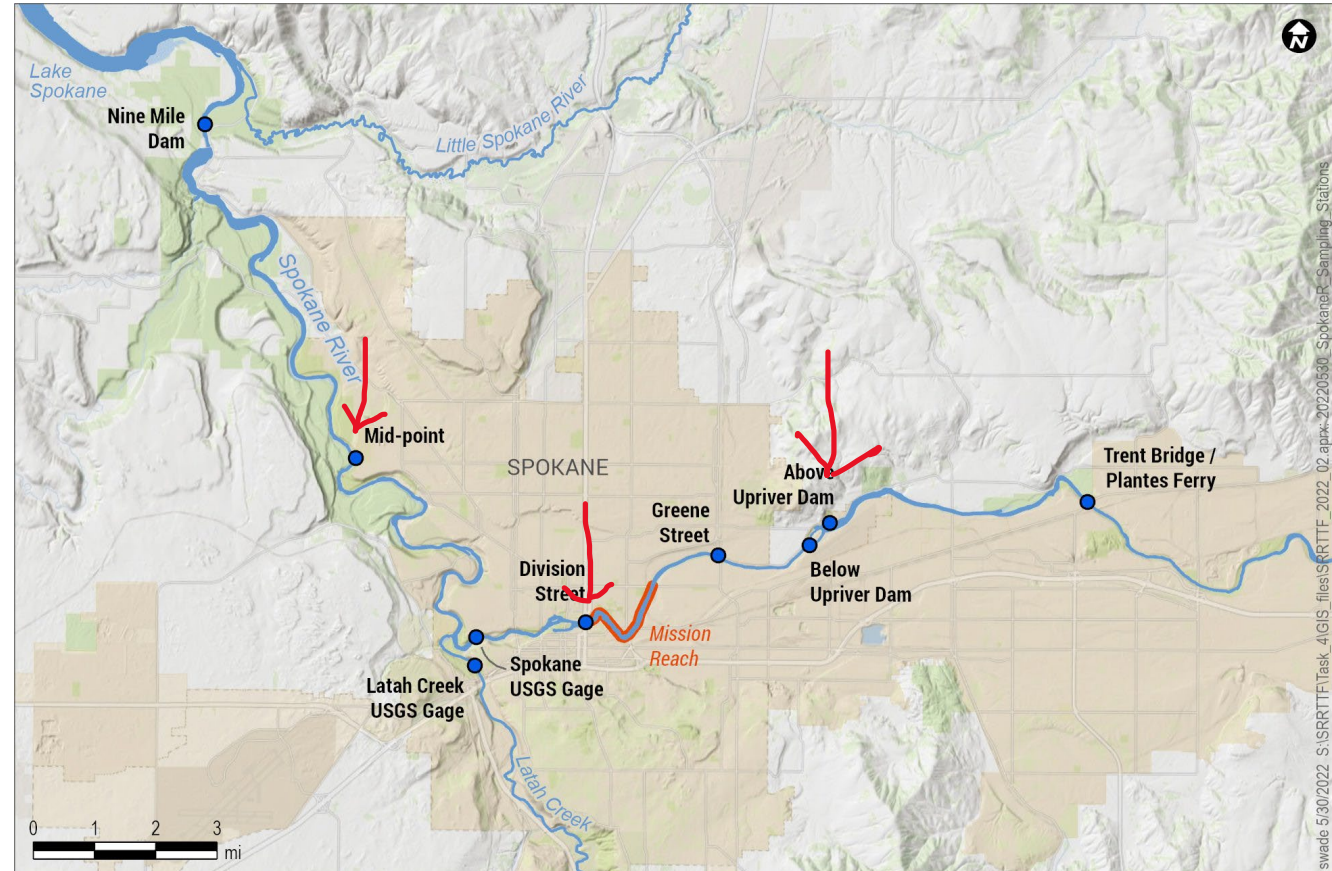 N
Lake
Spokane
Nine Mile
Dam
Little Spokane River
Spokane River
Mid-point
SPOKANE
Above
Upriver Dam
Trent Bridge /
Plantes Ferry
Greene
Street
Division
Street
Below
Upriver Dam
Mission
Reach
Spokane
USGS Gage
Latah Creek
USGS Gage
Latah Creek
0 1 2 3
mi
swade 5/30/2022 S:\SRRTTF\Task_4\GIS_files\SRRTTF_2022_02.aprx: 20220530_SpokaneR_Sampling_Stations